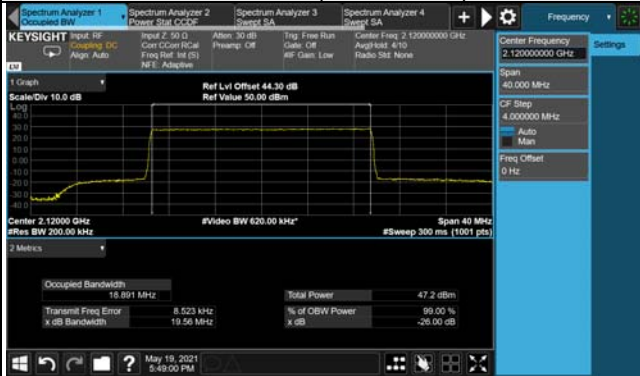 Spectrum Analyzer 1
Occupied BW
Spectrum Analyzer 2
Power Stat CCDF
Spectrum Analyzer 3
Swept SA
Spectrum Analyzer 4
Swept SA
Frequency
KEYSIGHT
Input: RF
Coupling: DC
Align: Auto
Input Z: 50 Ω
Corr CCorr RCal
Freq Ref: Int (S)
NFE: Adaptive
Atten: 30 dB
Preamp: Off
Trig: Free Run
Gate: Off
#IF Gain: Low
Center Freq: 2.120000000 GHz
Avg|Hold: 4/10
Radio Std: None
LM
Center Frequency
2.120000000 GHz
Settings
Span
40.000 MHz
CF Step
4.000000 MHz
Auto
Man
Freq Offset
0 Hz
1 Graph
Scale/Div 10.0 dB
Ref Lvl Offset 44.30 dB
Ref Value 50.00 dBm
Log
40.0
30.0
20.0
10.0
0.00
-10.0
-20.0
-30.0
-40.0
Center 2.12000 GHz
#Res BW 200.00 kHz
#Video BW 620.00 kHz*
Span 40 MHz
#Sweep 300 ms (1001 pts)
2 Metrics
Occupied Bandwidth
18.891 MHz
Total Power
47.2 dBm
Transmit Freq Error
8.523 kHz
% of OBW Power
99.00 %
x dB Bandwidth
19.56 MHz
x dB
-26.00 dB
?
May 19, 2021
5:49:00 PM